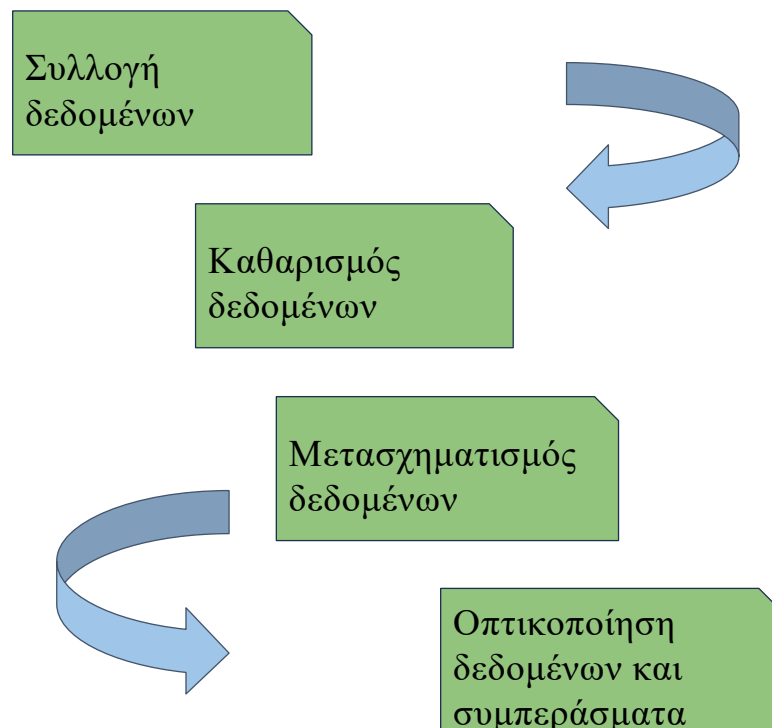 Συλλογή
δεδομένων
Καθαρισμός
δεδομένων
Μετασχηματισμός
δεδομένων
Οπτικοποίηση
δεδομένων και
συμπεράσματα